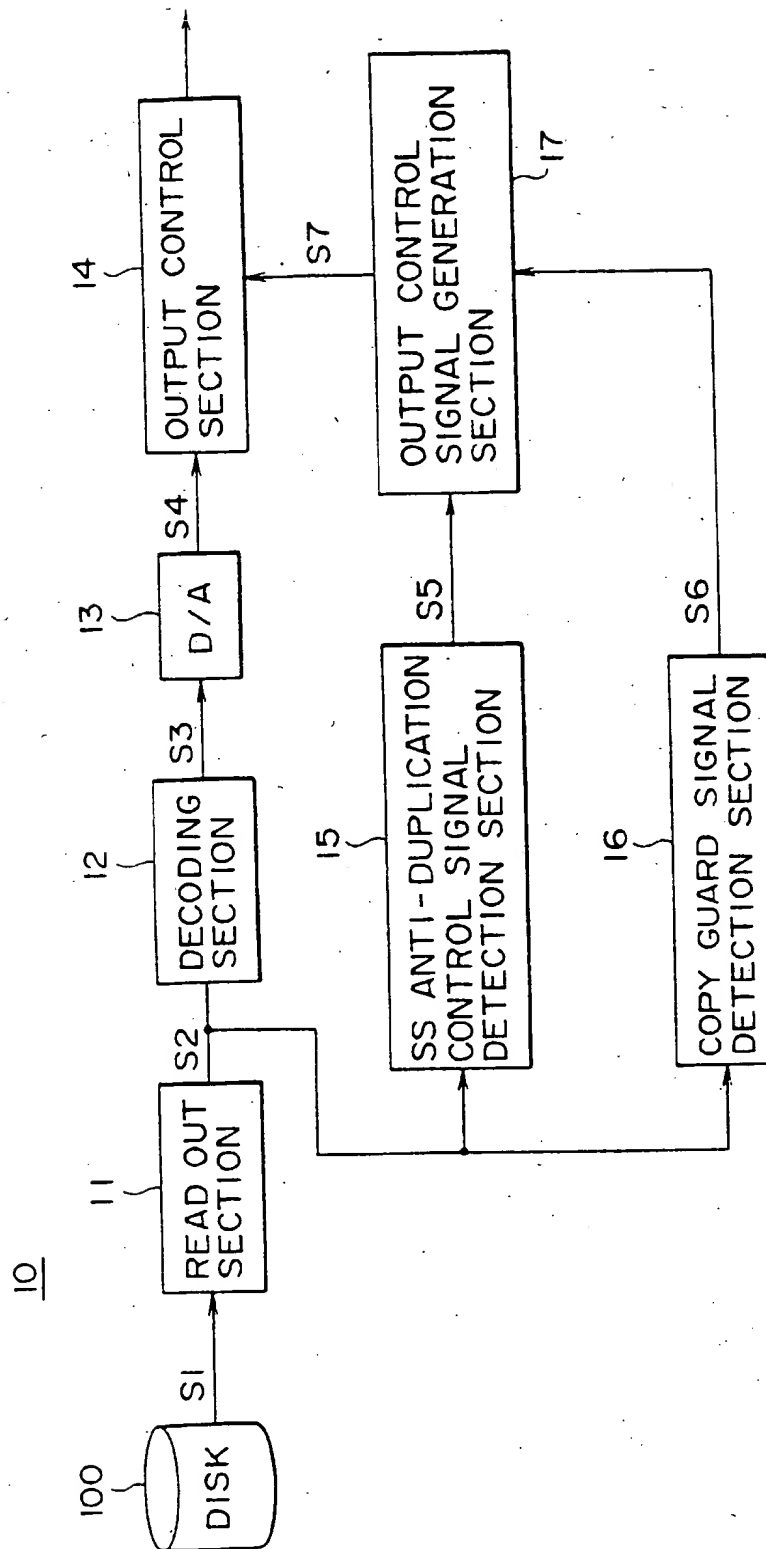 10
100
DISK
S1
11
READ OUT
SECTION
S2
12
DECODING
SECTION
S3
13
D/A
S4
14
OUTPUT CONTROL
SECTION
15
SS ANTI-DUPLICATION
CONTROL SIGNAL
DETECTION SECTION
S5
S7
OUTPUT CONTROL
SIGNAL GENERATION
SECTION
17
16
COPY GUARD SIGNAL
DETECTION SECTION
S6